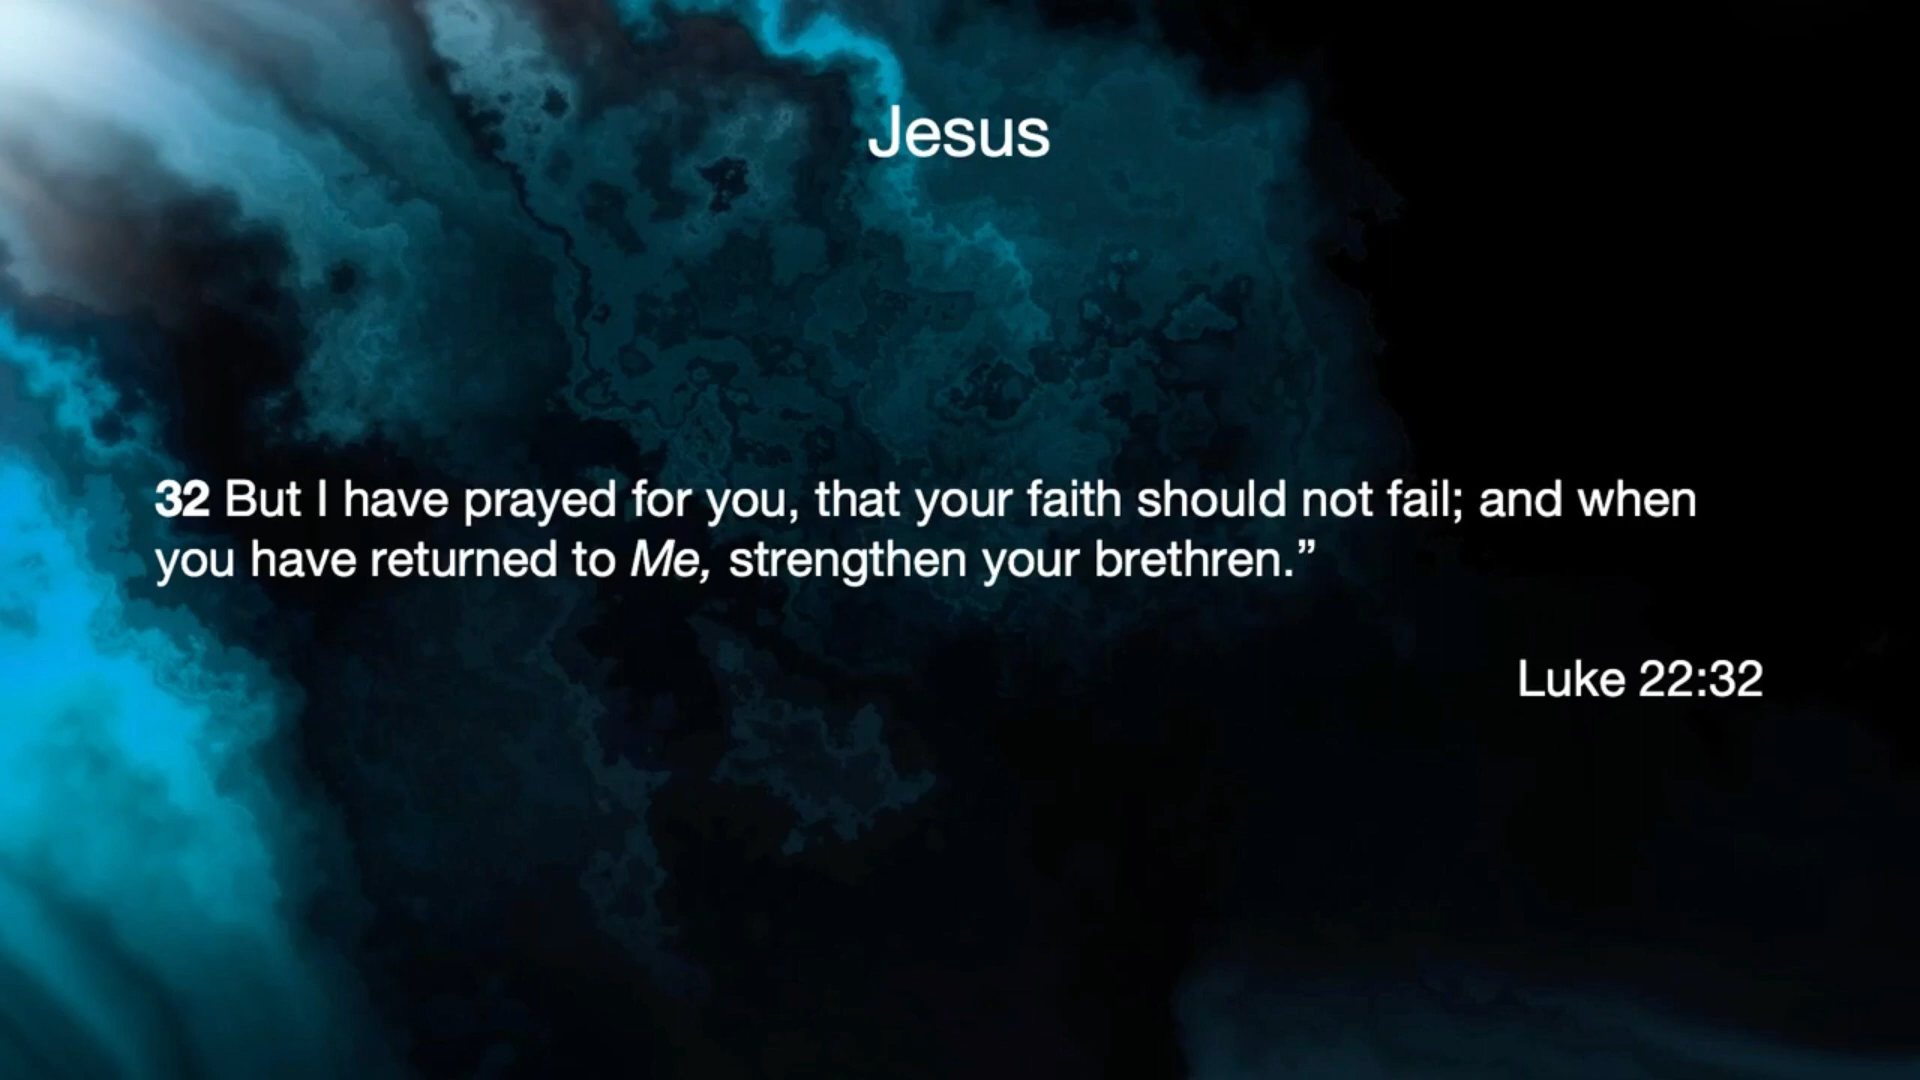 Jesus
32 But I have prayed for you, that your faith should not fail; and when
you have returned to Me, strengthen your brethren.”
Luke 22:32